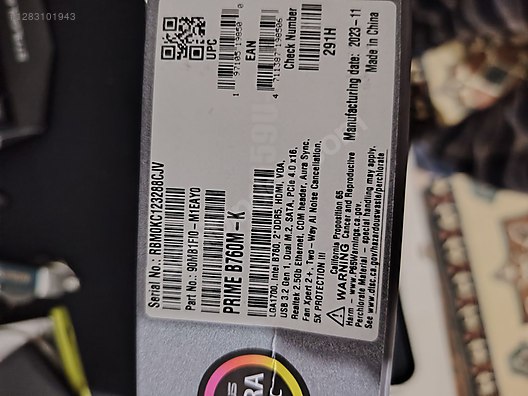 11283101943
UPC
EAN
Check Number
291H
Manufacturing date: 2023-11
Made in China
Serial No.: RBM0KC123288CJV
Part No.: 90MB1FI0-M1EAY0
PRIME B760M-K
LGA1700, Intel B760, 2*DDR5, HDMI, VGA,
USB 3.2 Gen 1, Dual M.2, SATA, PCIe 4.0 x16,
Realtek 2.5Gb Ethernet, COM header, Aura Sync,
Fan Xpert 2+, Two-Way AI Noise Cancellation,
5X PROTECTION III
California Proposition 65
WARNING Cancer and Reproductive
Harm - www.P65Warnings.ca.gov.
Perchlorate Material - special handling may apply.
See www.dtsc.ca.gov/hazardouswaste/perchlorate